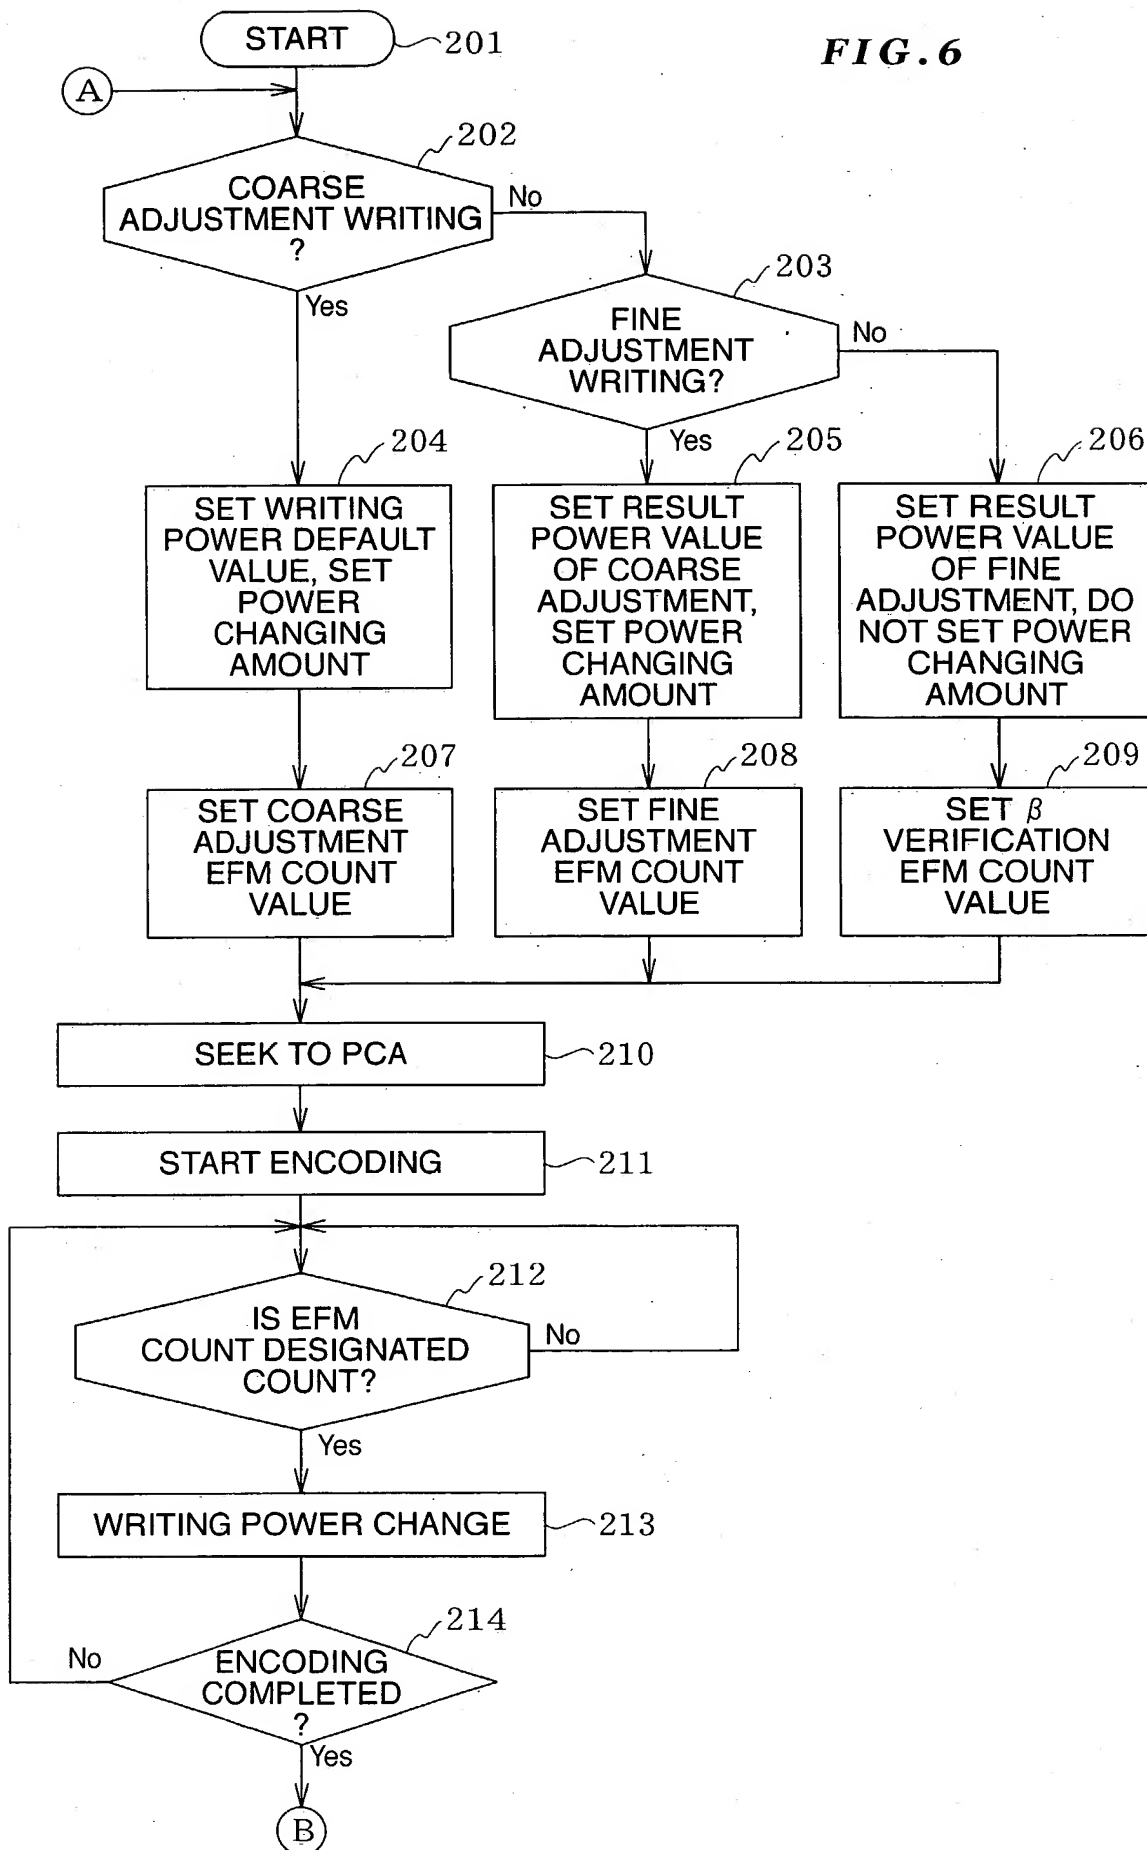 START
201
FIG.6
A
202
COARSE
ADJUSTMENT WRITING
?
No
Yes
203
FINE
ADJUSTMENT
WRITING?
No
Yes
204
SET WRITING
POWER DEFAULT
VALUE, SET
POWER
CHANGING
AMOUNT
205
SET RESULT
POWER VALUE
OF COARSE
ADJUSTMENT,
SET POWER
CHANGING
AMOUNT
206
SET RESULT
POWER VALUE
OF FINE
ADJUSTMENT, DO
NOT SET POWER
CHANGING
AMOUNT
207
SET COARSE
ADJUSTMENT
EFM COUNT
VALUE
208
SET FINE
ADJUSTMENT
EFM COUNT
VALUE
209
SET β
VERIFICATION
EFM COUNT
VALUE
SEEK TO PCA
210
START ENCODING
211
212
IS EFM
COUNT DESIGNATED
COUNT?
No
Yes
WRITING POWER CHANGE
213
214
No
ENCODING
COMPLETED
?
Yes
B